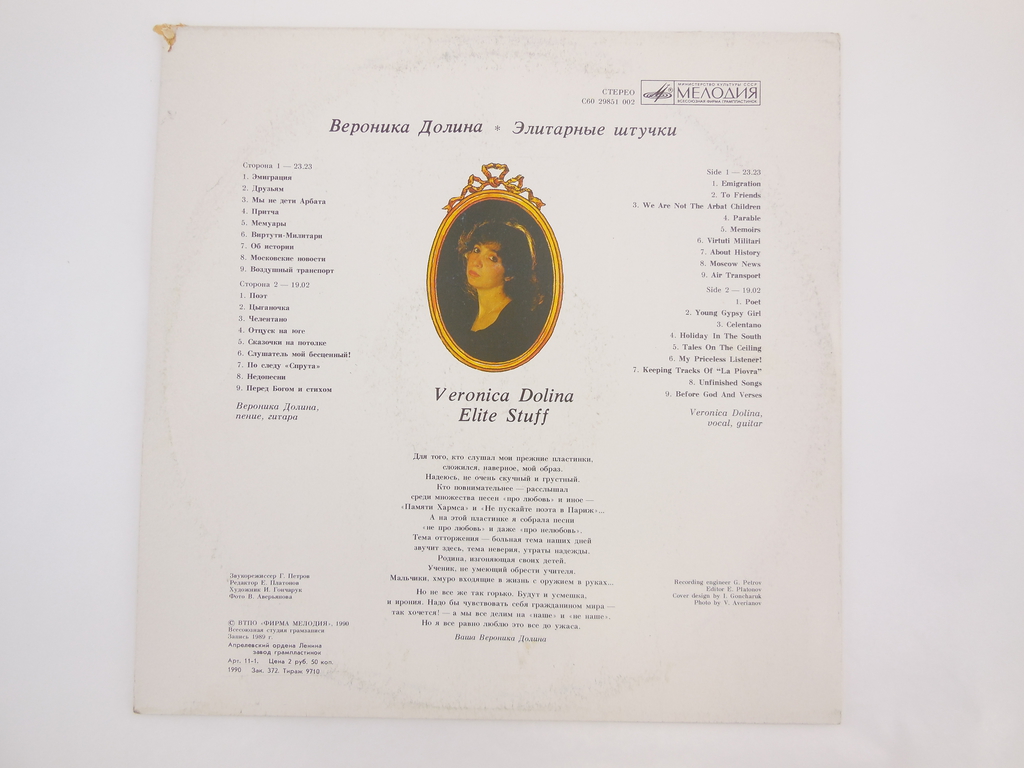 СТЕРЕО
С60 29851 002
МИНИСТЕРСТВО КУЛЬТУРЫ СССР
МЕЛОДИЯ
ВСЕСОЮЗНАЯ ФИРМА ГРАМПЛАСТИНОК
Вероника Долина * Элитарные штучки
Сторона 1 — 23.23
1. Эмиграция
2. Друзьям
3. Мы не дети Арбата
4. Притча
5. Мемуары
6. Виртути-Милитари
7. Об истории
8. Московские новости
9. Воздушный транспорт
Сторона 2 — 19.02
1. Поэт
2. Цыганочка
3. Челентано
4. Отпуск на юге
5. Сказочки на потолке
6. Слушатель мой бесценный!
7. По следу «Спрута»
8. Недопесни
9. Перед Богом и стихом
Вероника Долина,
пение, гитара
Side 1 — 23.23
1. Emigration
2. To Friends
3. We Are Not The Arbat Children
4. Parable
5. Memoirs
6. Virtuti Militari
7. About History
8. Moscow News
9. Air Transport
Side 2 — 19.02
1. Poet
2. Young Gypsy Girl
3. Celentano
4. Holiday In The South
5. Tales On The Ceiling
6. My Priceless Listener!
7. Keeping Tracks Of "La Piovra"
8. Unfinished Songs
9. Before God And Verses
Veronica Dolina,
vocal, guitar
Veronica Dolina
Elite Stuff
Для того, кто слушал мои прежние пластинки,
сложился, наверное, мой образ.
Надеюсь, не очень скучный и грустный.
Кто повнимательнее — расслышал
среди множества песен «про любовь» и иное —
«Памяти Хармса» и «Не пускайте поэта в Париж»...
А на этой пластинке я собрала песни
«не про любовь» и даже «про нелюбовь».
Тема отторжения — больная тема наших дней
звучит здесь, тема неверия, утраты надежды.
Родина, изгоняющая своих детей.
Ученик, не умеющий обрести учителя.
Мальчики, хмуро входящие в жизнь с оружием в руках...
Но не все же так горько. Будут и усмешка,
и ирония. Надо бы чувствовать себя гражданином мира —
так хочется! — а мы все делим на «наше» и «не наше».
Но я все равно люблю это все до ужаса.
Ваша Вероника Долина
Звукорежиссер Г. Петров
Редактор Е. Платонов
Художник И. Гончарук
Фото В. Аверьянова
© ВТПО «ФИРМА МЕЛОДИЯ», 1990
Всесоюзная студия грамзаписи
Запись 1989 г.
Апрелевский ордена Ленина
завод грампластинок
Арт. 11-1. Цена 2 руб. 50 коп.
1990 Зак. 372. Тираж 9710
Recording engineer G. Petrov
Editor E. Platonov
Cover design by I. Goncharuk
Photo by V. Averianov